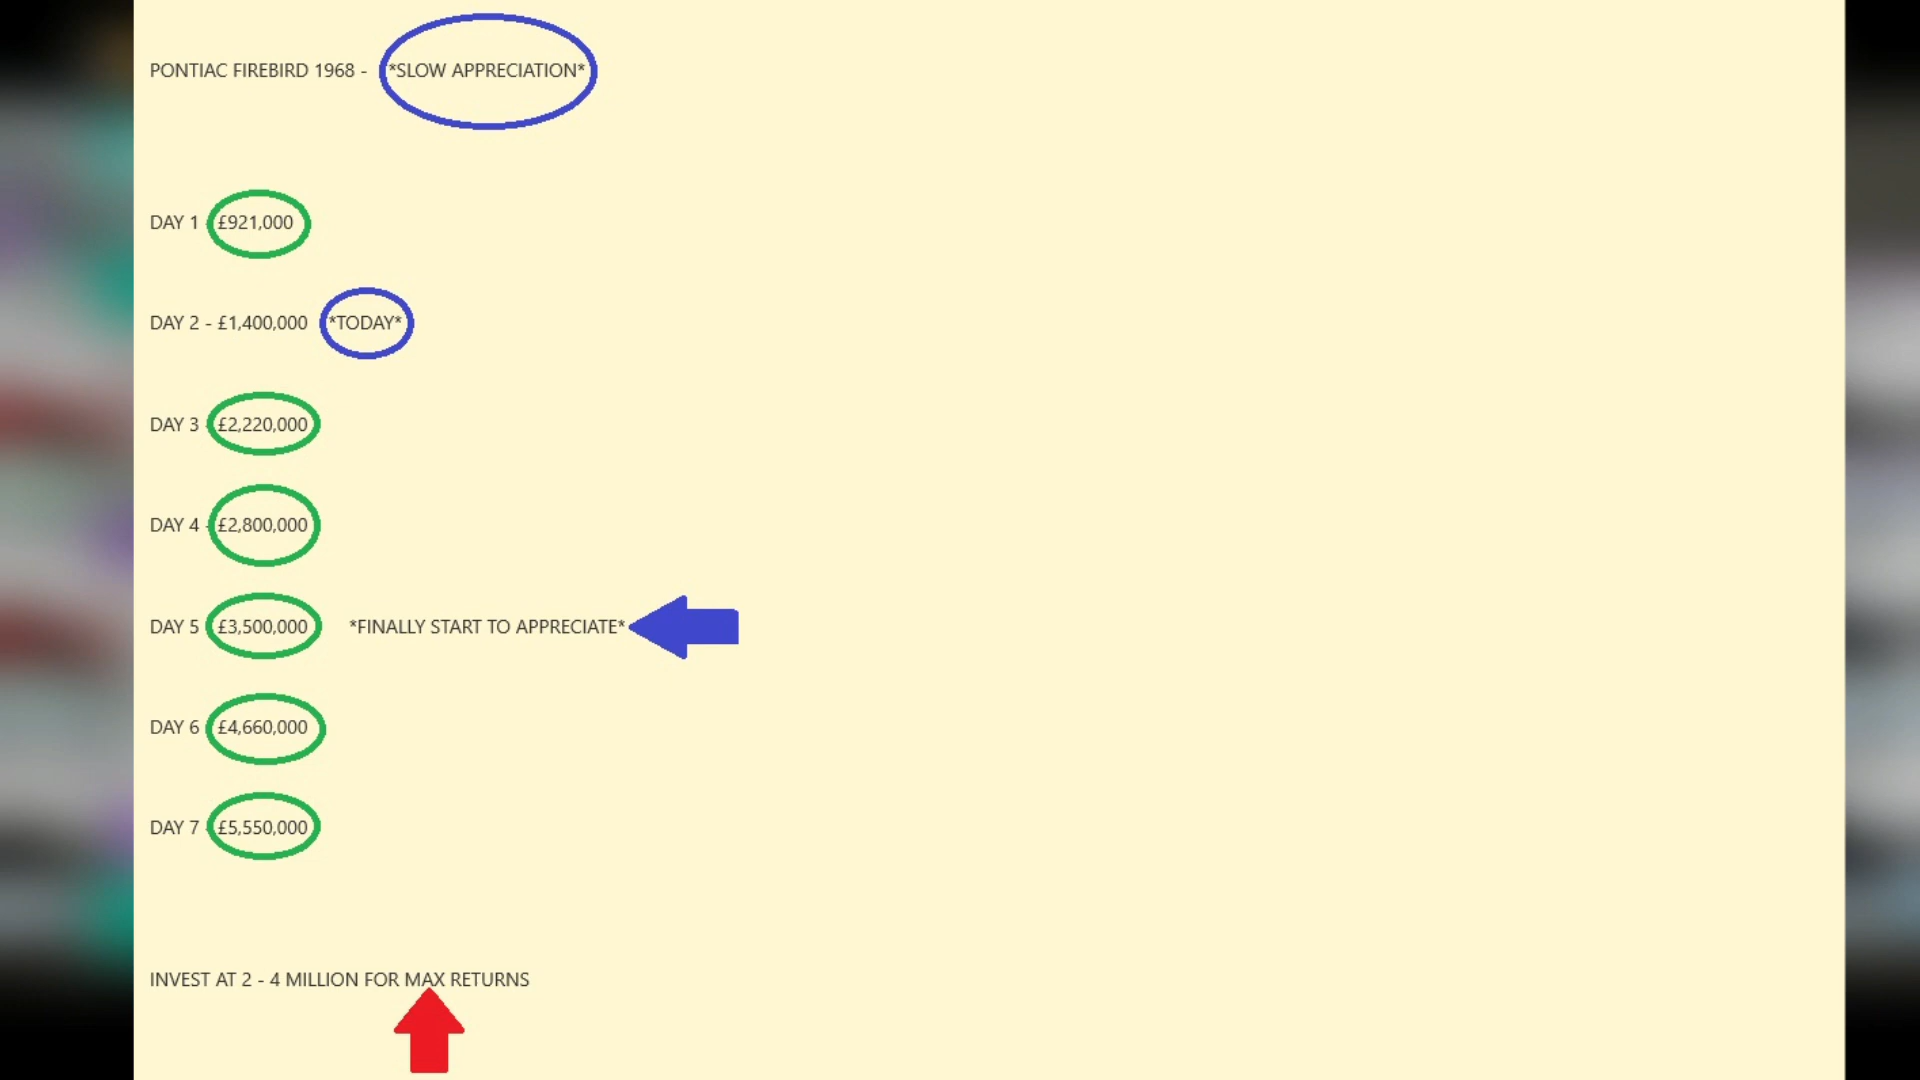 PONTIAC FIREBIRD 1968 - *SLOW APPRECIATION*
DAY 1 £921,000
DAY 2 - £1,400,000 *TODAY*
DAY 3 - £2,220,000
DAY 4 - £2,800,000
DAY 5 £3,500,000 *FINALLY START TO APPRECIATE*
DAY 6 £4,660,000
DAY 7 £5,550,000
INVEST AT 2 - 4 MILLION FOR MAX RETURNS